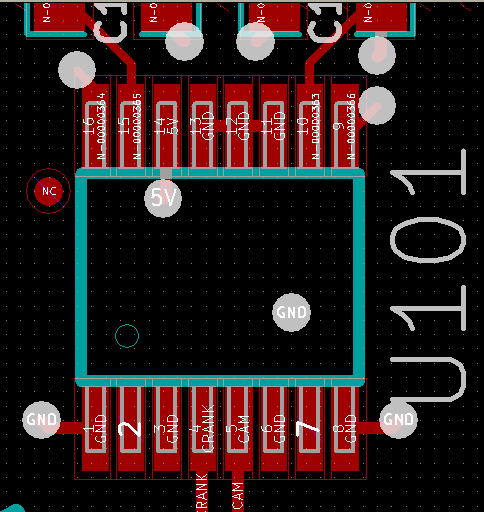 N-0
C1
N-0
C1
N-0
16 N-00000364
15 N-00000365
14 5V
13 GND
12 GND
11 GND
10 N-00000363
9 N-00000366
NC
5V
U101
GND
GND
1 GND
2
3 GND
4 CRANK
5 CAM
6 GND
7
8 GND
GND
RANK
CAM